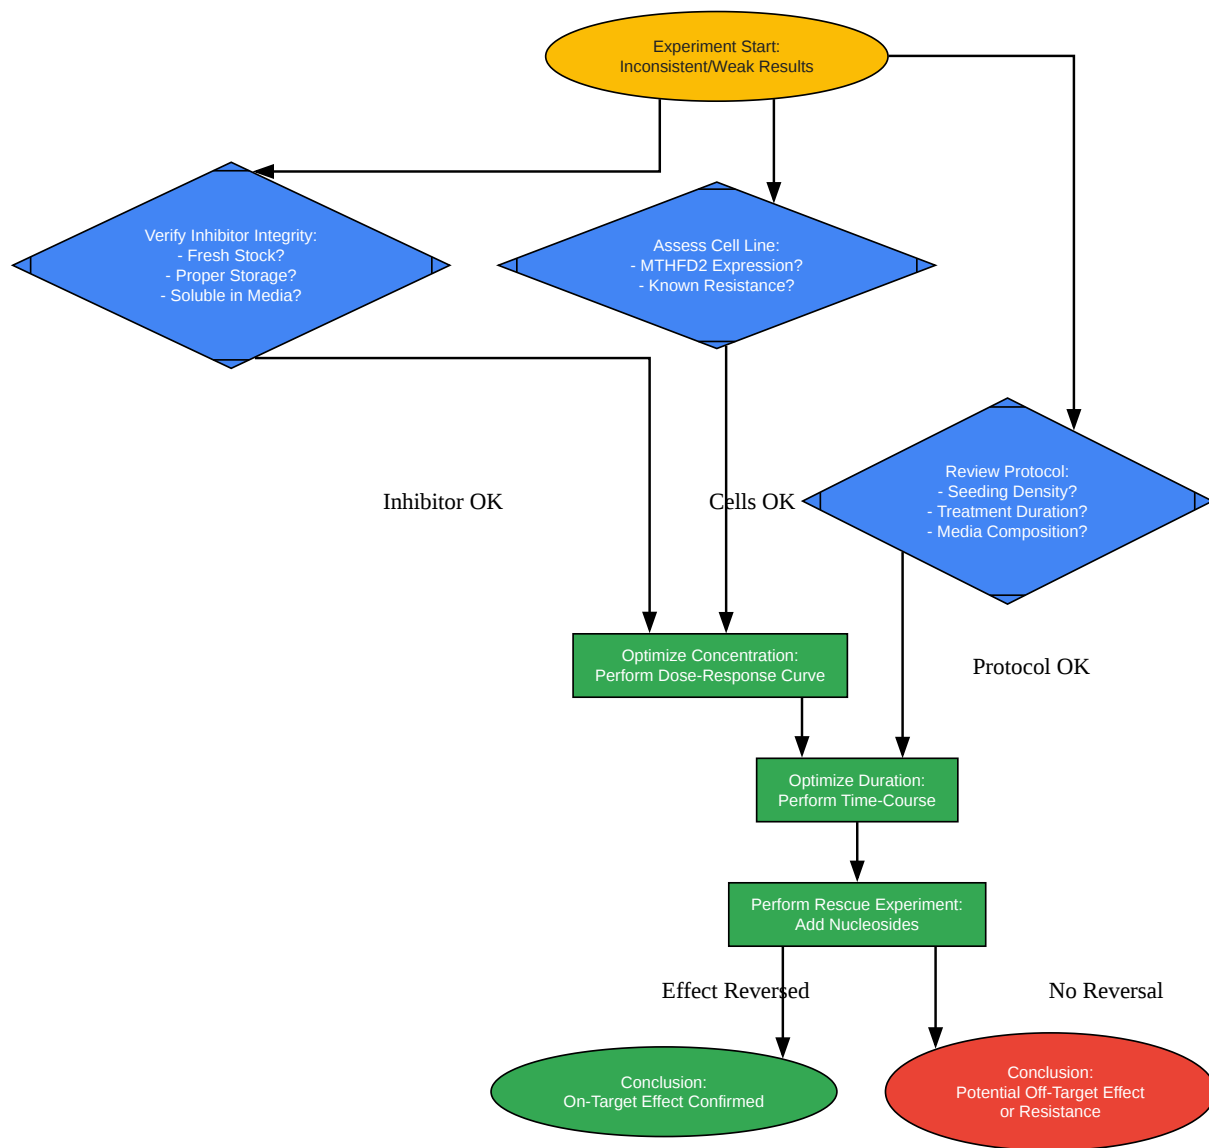 Experiment Start:
Inconsistent/Weak Results
Verify Inhibitor Integrity:
- Fresh Stock?
- Proper Storage?
- Soluble in Media?
Assess Cell Line:
- MTHFD2 Expression?
- Known Resistance?
Review Protocol:
- Seeding Density?
- Treatment Duration?
- Media Composition?
Inhibitor OK
Cells OK
Optimize Concentration:
Perform Dose-Response Curve
Protocol OK
Optimize Duration:
Perform Time-Course
Perform Rescue Experiment:
Add Nucleosides
Effect Reversed
No Reversal
Conclusion:
On-Target Effect Confirmed
Conclusion:
Potential Off-Target Effect
or Resistance